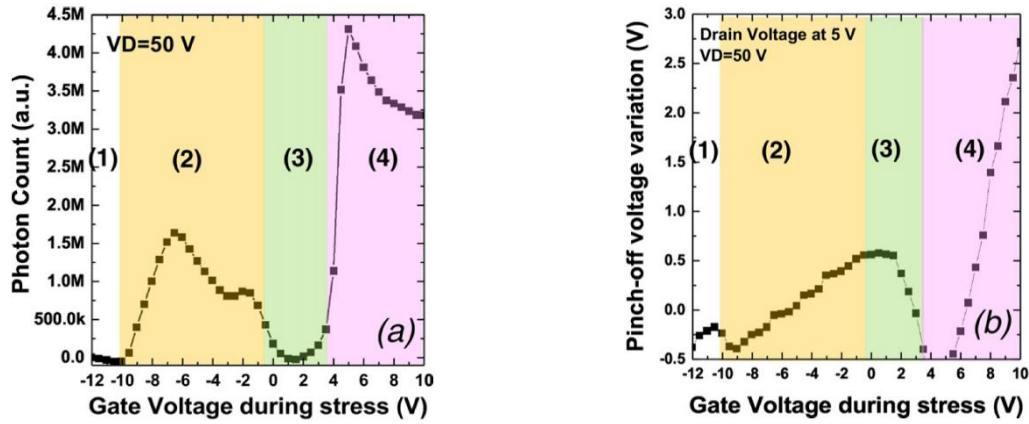 4.5M
4.0M
3.5M
3.0M
2.5M
2.0M
1.5M
1.0M
500.0k
0.0
Photon Count (a.u.)
VD=50 V
(1)
(2)
(3)
(4)
(a)
-12 -10 -8 -6 -4 -2 0 2 4 6 8 10
Gate Voltage during stress (V)
3.0
2.5
2.0
1.5
1.0
0.5
0.0
-0.5
Pinch-off voltage variation (V)
Drain Voltage at 5 V
VD=50 V
(1)
(2)
(3)
(4)
(b)
-12 -10 -8 -6 -4 -2 0 2 4 6 8 10
Gate Voltage during stress (V)